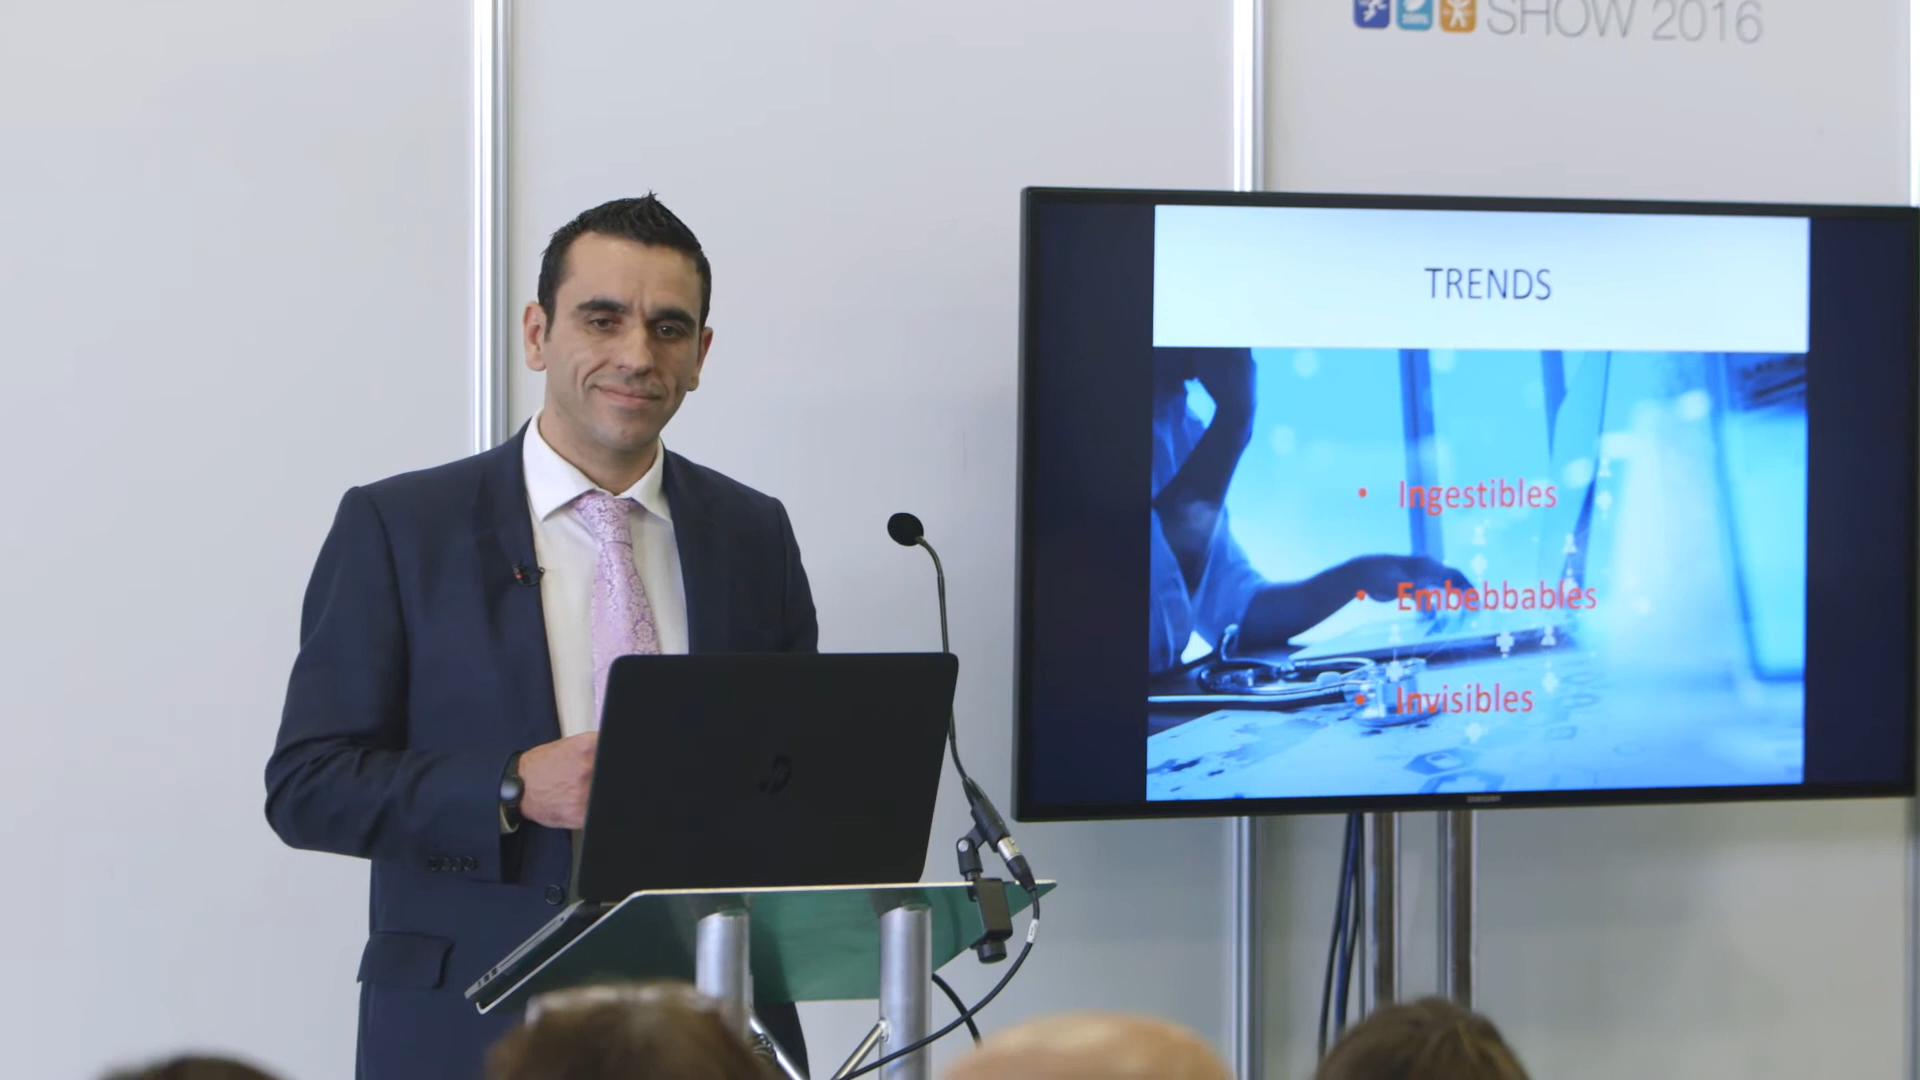 SHOW 2016
TRENDS
• Ingestibles
• Embebbables
• Invisibles